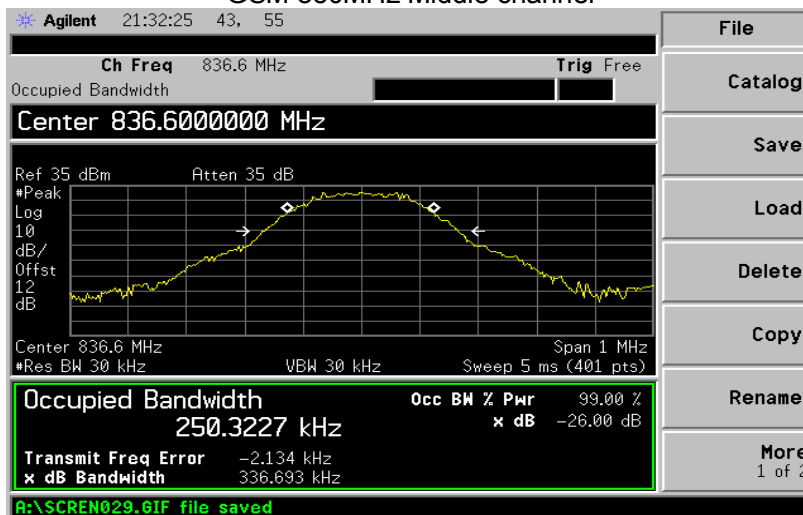 Agilent 21:32:25 43, 55
File
Ch Freq 836.6 MHz Trig Free
Occupied Bandwidth
Catalog
Center 836.6000000 MHz
Save
Ref 35 dBm Atten 35 dB
#Peak
Log
10
dB/
Offst
12
dB
Load
Delete
Copy
Center 836.6 MHz Span 1 MHz
#Res BW 30 kHz VBW 30 kHz Sweep 5 ms (401 pts)
Occupied Bandwidth Occ BW % Pwr 99.00 %
250.3227 kHz x dB -26.00 dB
Rename
Transmit Freq Error -2.134 kHz
x dB Bandwidth 336.693 kHz
More
1 of 2
A:\SCREN029.GIF file saved